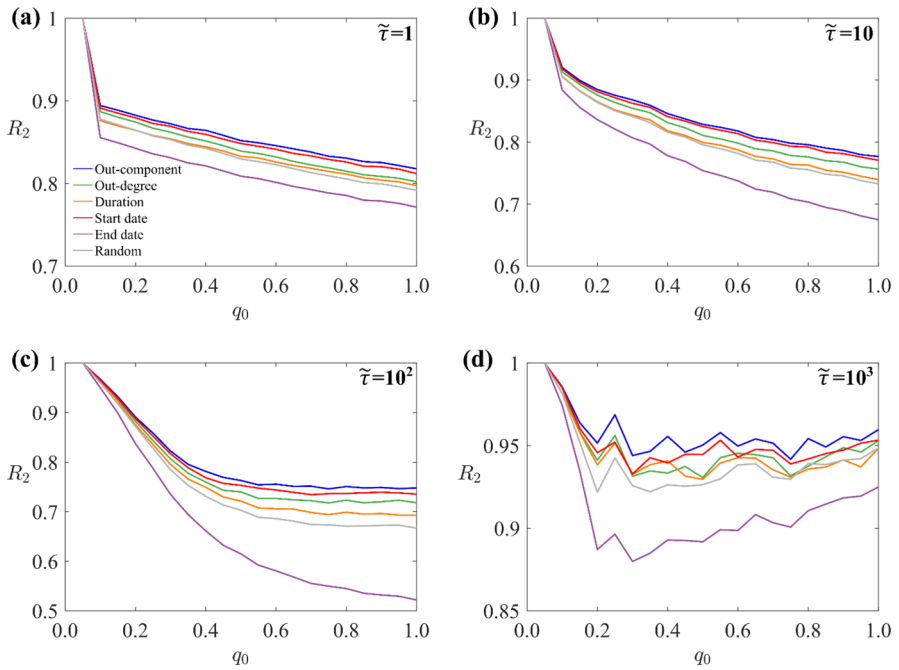 (a)
τ̃=1
1
0.9
R₂
0.8
0.7
Out-component
Out-degree
Duration
Start date
End date
Random
0.0 0.2 0.4 0.6 0.8 1.0
q₀
(b)
τ̃=10
1
0.9
0.8
R₂
0.7
0.6
0.0 0.2 0.4 0.6 0.8 1.0
q₀
(c)
τ̃=10²
1
0.9
0.8
R₂
0.7
0.6
0.5
0.0 0.2 0.4 0.6 0.8 1.0
q₀
(d)
τ̃=10³
1
0.95
R₂
0.9
0.85
0.0 0.2 0.4 0.6 0.8 1.0
q₀